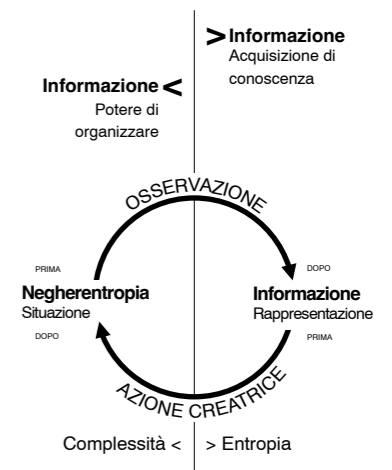 > Informazione
Acquisizione di
conoscenza
Informazione <
Potere di
organizzare
OSSERVAZIONE
PRIMA
Negherentropia
Situazione
DOPO
DOPO
Informazione
Rappresentazione
PRIMA
AZIONE CREATRICE
Complessità < > Entropia